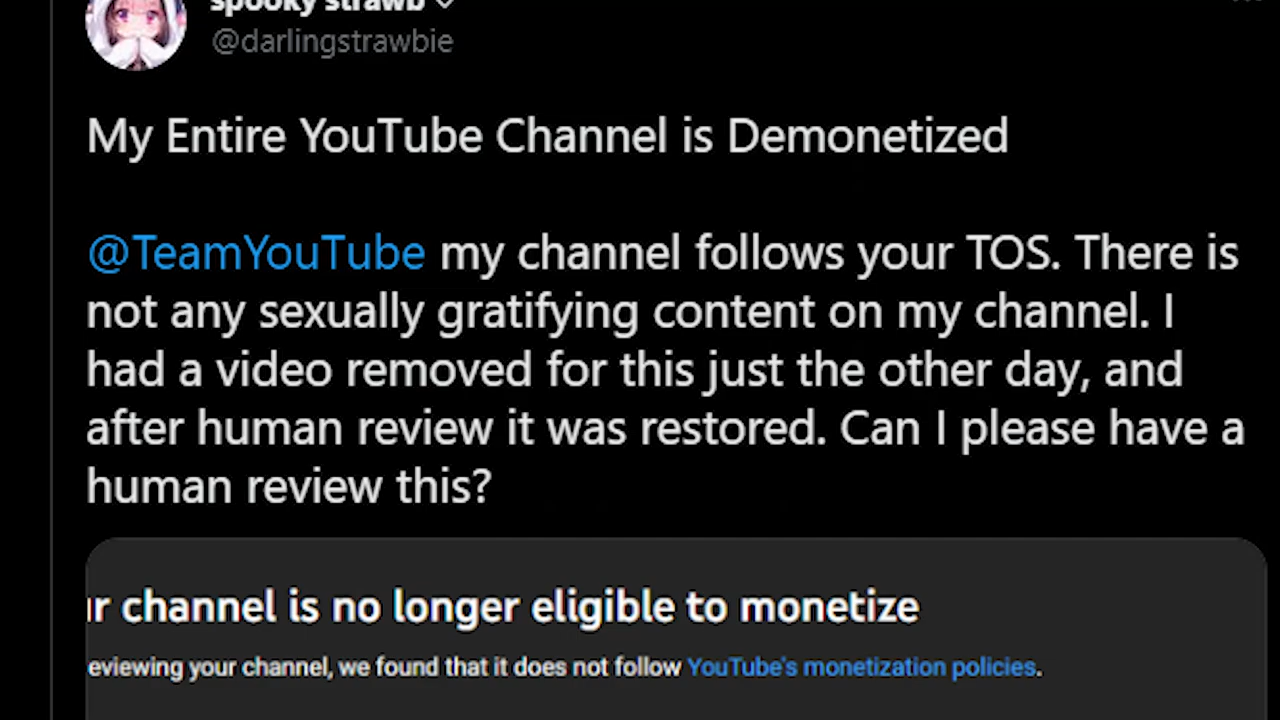 spooky strawb
@darlingstrawbie
My Entire YouTube Channel is Demonetized
@TeamYouTube my channel follows your TOS. There is
not any sexually gratifying content on my channel. I
had a video removed for this just the other day, and
after human review it was restored. Can I please have a
human review this?
r channel is no longer eligible to monetize
eviewing your channel, we found that it does not follow YouTube's monetization policies.